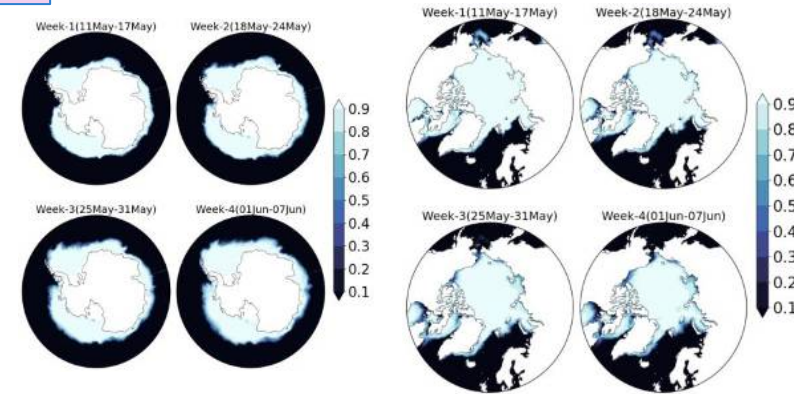 Week-1(11May-17May)
Week-2(18May-24May)
Week-3(25May-31May)
Week-4(01Jun-07Jun)
0.9
0.8
0.7
0.6
0.5
0.4
0.3
0.2
0.1
Week-1(11May-17May)
Week-2(18May-24May)
Week-3(25May-31May)
Week-4(01Jun-07Jun)
0.9
0.8
0.7
0.6
0.5
0.4
0.3
0.2
0.1